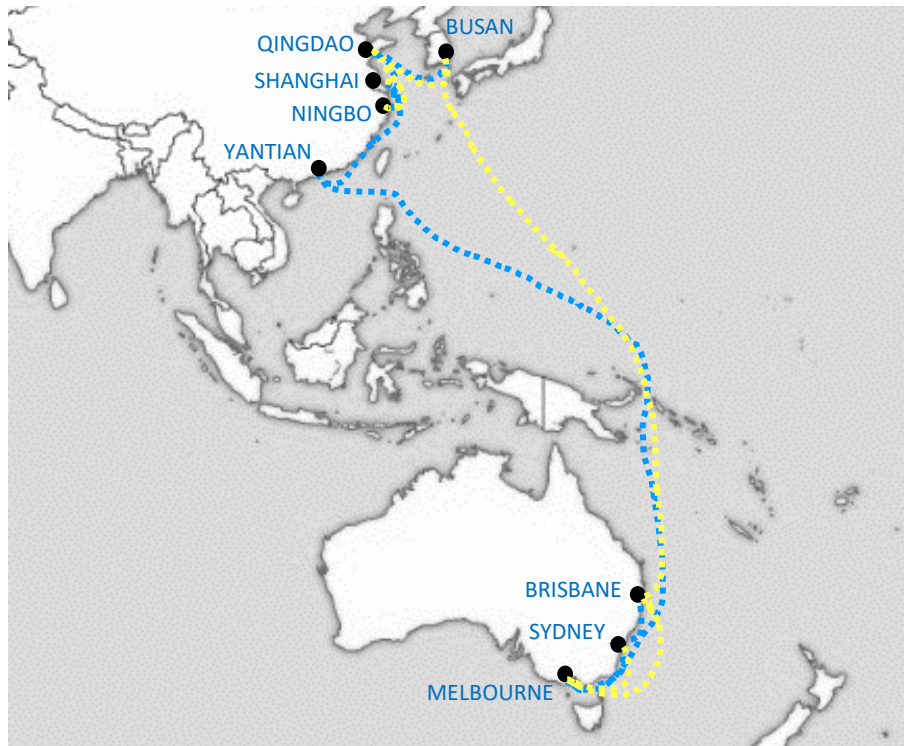 BUSAN
QINGDAO
SHANGHAI
NINGBO
YANTIAN
BRISBANE
SYDNEY
MELBOURNE